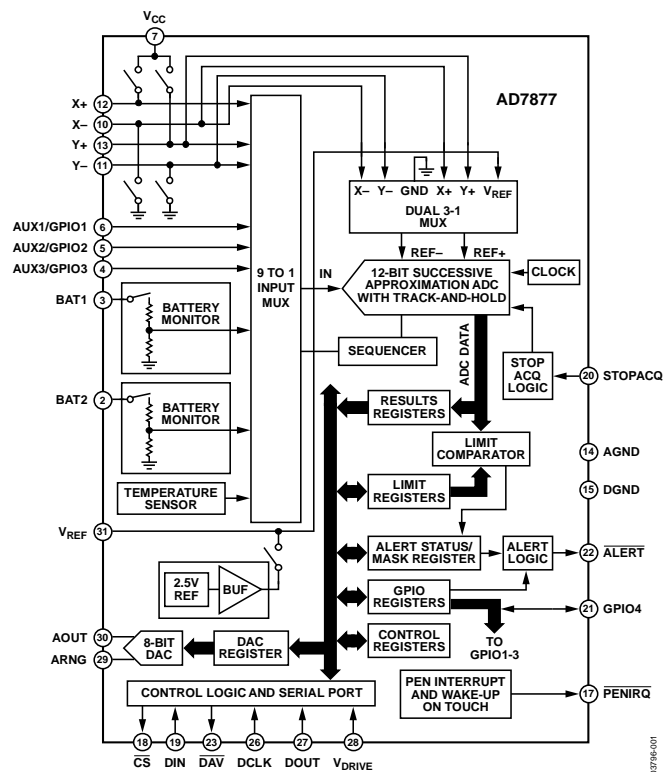 VCC
7
AD7877
X+ 12
X– 10
Y+ 13
Y– 11
X– Y– GND X+ Y+ VREF
DUAL 3-1
MUX
REF– REF+
AUX1/GPIO1 6
AUX2/GPIO2 5
AUX3/GPIO3 4
9 TO 1
INPUT
MUX
IN
12-BIT SUCCESSIVE
APPROXIMATION ADC
WITH TRACK-AND-HOLD
CLOCK
BAT1 3
BATTERY
MONITOR
SEQUENCER
ADC DATA
STOP
ACQ
LOGIC
20 STOPACQ
BAT2 2
BATTERY
MONITOR
RESULTS
REGISTERS
LIMIT
COMPARATOR
14 AGND
LIMIT
REGISTERS
15 DGND
TEMPERATURE
SENSOR
VREF 31
ALERT STATUS/
MASK REGISTER
ALERT
LOGIC
22 ALERT
2.5V
REF
BUF
GPIO
REGISTERS
21 GPIO4
TO
GPIO1-3
AOUT 30
ARNG 29
8-BIT
DAC
DAC
REGISTER
CONTROL
REGISTERS
CONTROL LOGIC AND SERIAL PORT
PEN INTERRUPT
AND WAKE-UP
ON TOUCH
17 PENIRQ
18 19 23 26 27 28
CS DIN DAV DCLK DOUT VDRIVE
03796-001